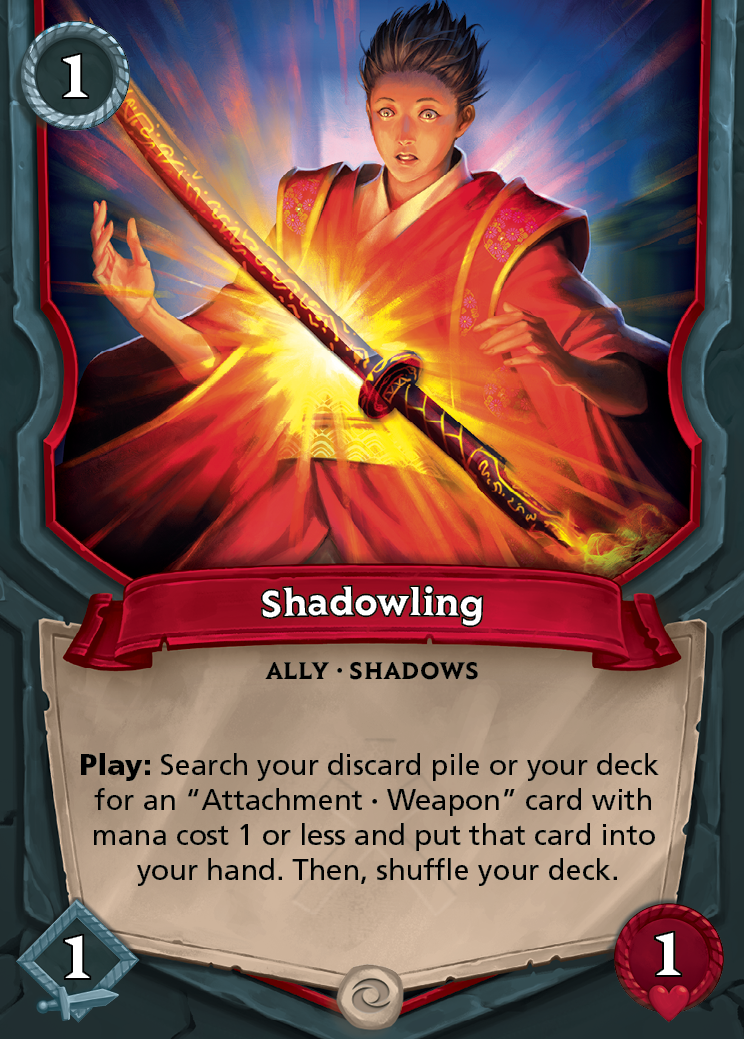 1
Shadowling
ALLY · SHADOWS
Play: Search your discard pile or your deck
for an “Attachment · Weapon” card with
mana cost 1 or less and put that card into
your hand. Then, shuffle your deck.
1
1